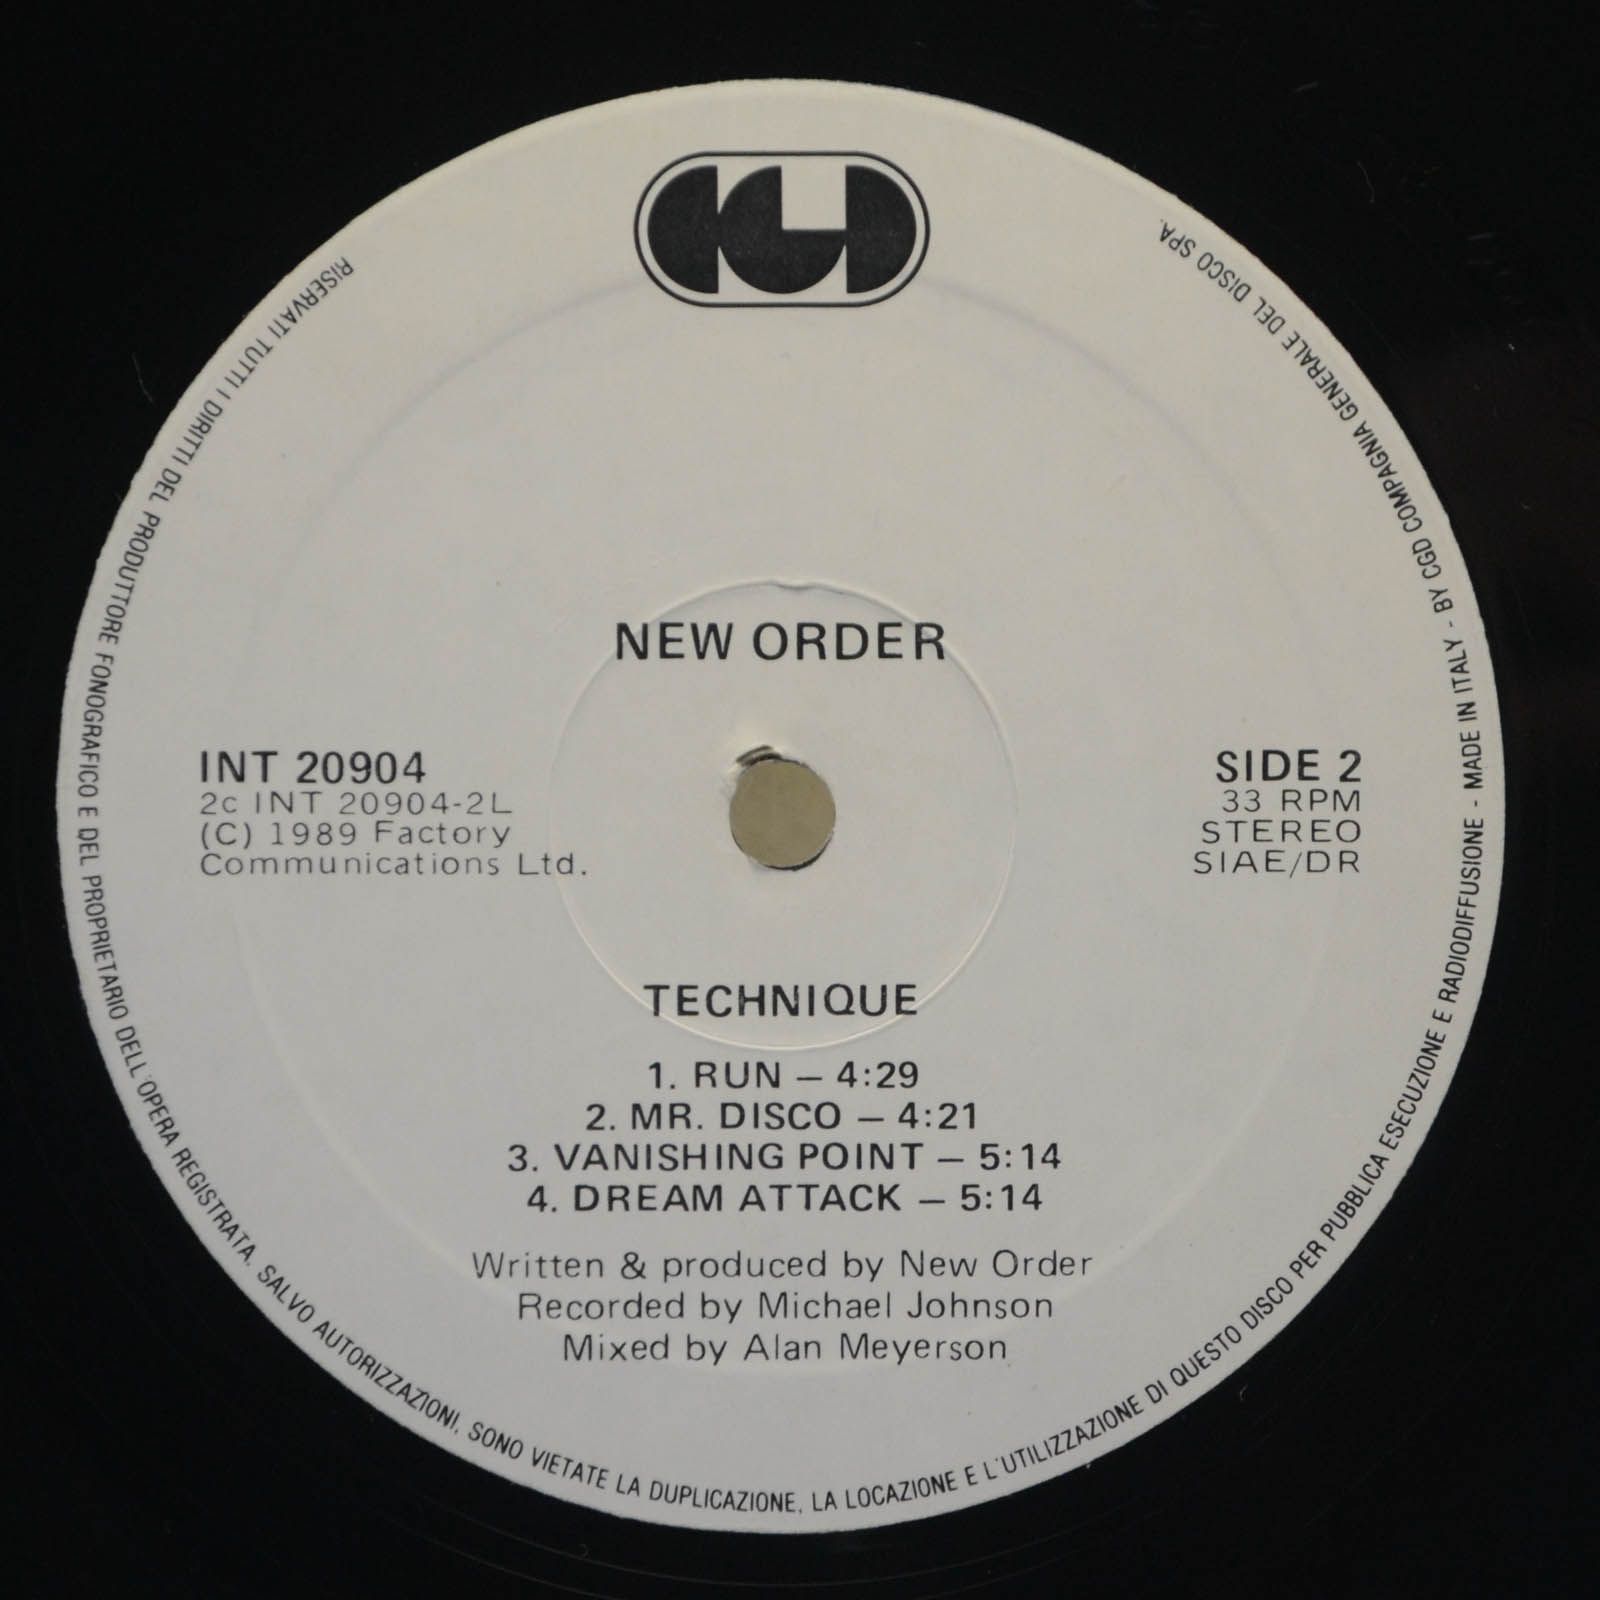 CGD
NEW ORDER
INT 20904
2c INT 20904-2L
(C) 1989 Factory
Communications Ltd.
SIDE 2
33 RPM
STEREO
SIAE/DR
TECHNIQUE
1. RUN – 4:29
2. MR. DISCO – 4:21
3. VANISHING POINT – 5:14
4. DREAM ATTACK – 5:14
Written & produced by New Order
Recorded by Michael Johnson
Mixed by Alan Meyerson
RISERVATI TUTTI I DIRITTI DEL PRODUTTORE FONOGRAFICO E DEL PROPRIETARIO DELL'OPERA REGISTRATA. SALVO AUTORIZZAZIONI, SONO VIETATE LA DUPLICAZIONE, LA LOCAZIONE E L'UTILIZZAZIONE DI QUESTO DISCO PER PUBBLICA ESECUZIONE E RADIODIFFUSIONE - MADE IN ITALY - BY CGD COMPAGNIA GENERALE DEL DISCO SPA.